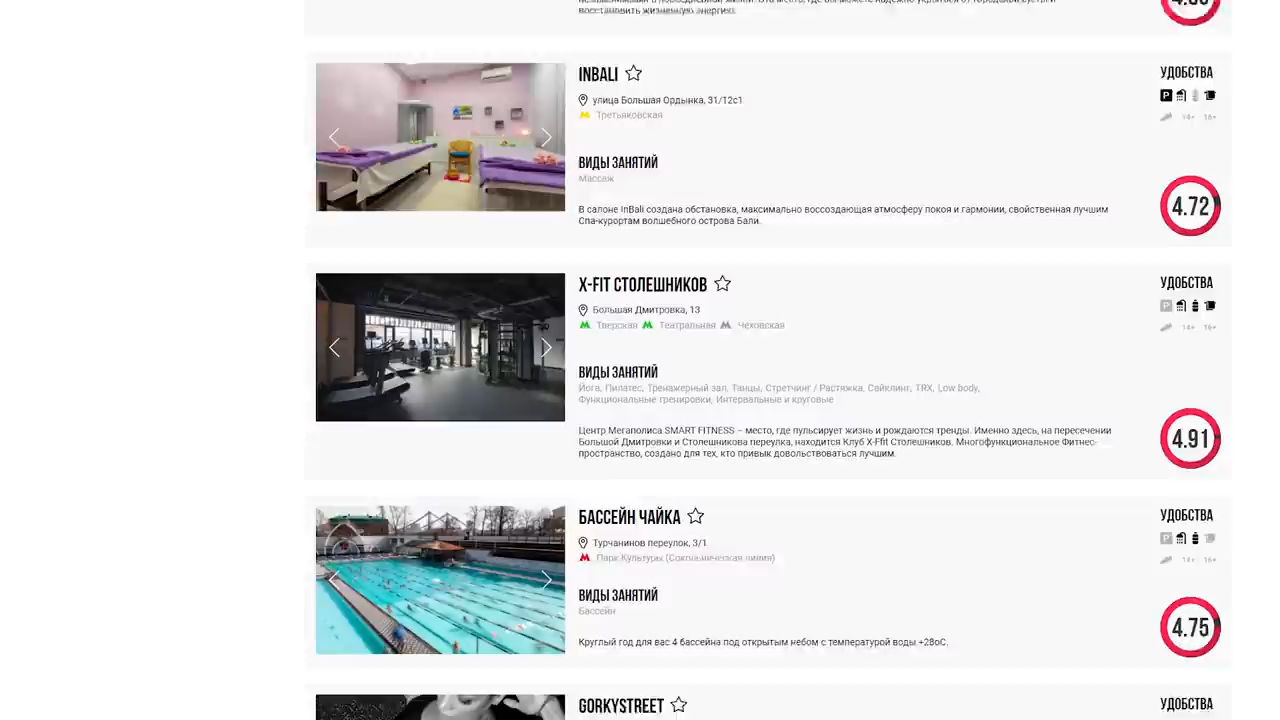 восстановить жизненную энергию.
INBALI
улица Большая Ордынка, 31/12с1
Третьяковская
ВИДЫ ЗАНЯТИЙ
Массаж
В салоне InBali создана обстановка, максимально воссоздающая атмосферу покоя и гармонии, свойственная лучшим
Спа-курортам волшебного острова Бали.
УДОБСТВА
P
14+ 16+
4.72
X-FIT СТОЛЕШНИКОВ
Большая Дмитровка, 13
Тверская Театральная Чеховская
ВИДЫ ЗАНЯТИЙ
Йога, Пилатес, Тренажерный зал, Танцы, Стретчинг / Растяжка, Сайклинг, TRX, Low body,
Функциональные тренировки, Интервальные и круговые
Центр Мегаполиса SMART FITNESS – место, где пульсирует жизнь и рождаются тренды. Именно здесь, на пересечении
Большой Дмитровки и Столешникова переулка, находится Клуб X-Ffit Столешников. Многофункциональное Фитнес-
пространство, создано для тех, кто привык довольствоваться лучшим.
УДОБСТВА
P
14+ 16+
4.91
БАССЕЙН ЧАЙКА
Турчанинов переулок, 3/1
Парк Культуры (Сокольническая линия)
ВИДЫ ЗАНЯТИЙ
Бассейн
Круглый год для вас 4 бассейна под открытым небом с температурой воды +28оС.
УДОБСТВА
P
14+ 16+
4.75
GORKYSTREET
УДОБСТВА